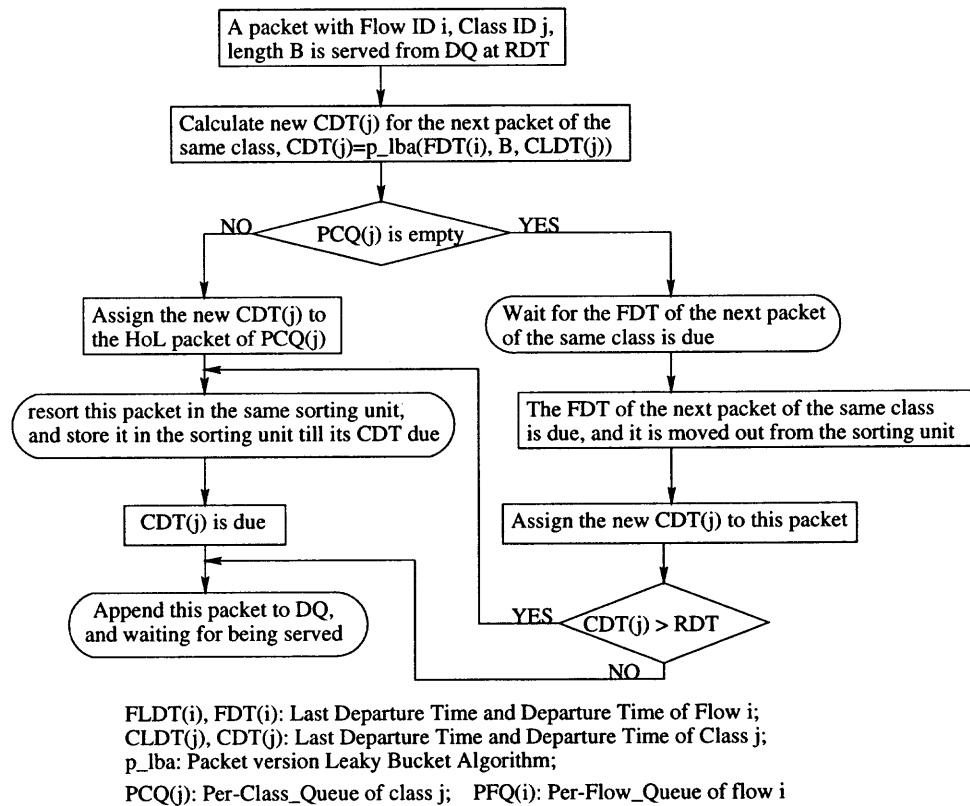 A packet with Flow ID i, Class ID j,
length B is served from DQ at RDT
Calculate new CDT(j) for the next packet of the
same class, CDT(j)=p_lba(FDT(i), B, CLDT(j))
NO
PCQ(j) is empty
YES
Assign the new CDT(j) to
the HoL packet of PCQ(j)
Wait for the FDT of the next packet
of the same class is due
resort this packet in the same sorting unit,
and store it in the sorting unit till its CDT due
The FDT of the next packet of the same class
is due, and it is moved out from the sorting unit
CDT(j) is due
Assign the new CDT(j) to this packet
Append this packet to DQ,
and waiting for being served
YES
CDT(j) > RDT
NO
FLDT(i), FDT(i): Last Departure Time and Departure Time of Flow i;
CLDT(j), CDT(j): Last Departure Time and Departure Time of Class j;
p_lba: Packet version Leaky Bucket Algorithm;
PCQ(j): Per-Class_Queue of class j; PFQ(i): Per-Flow_Queue of flow i